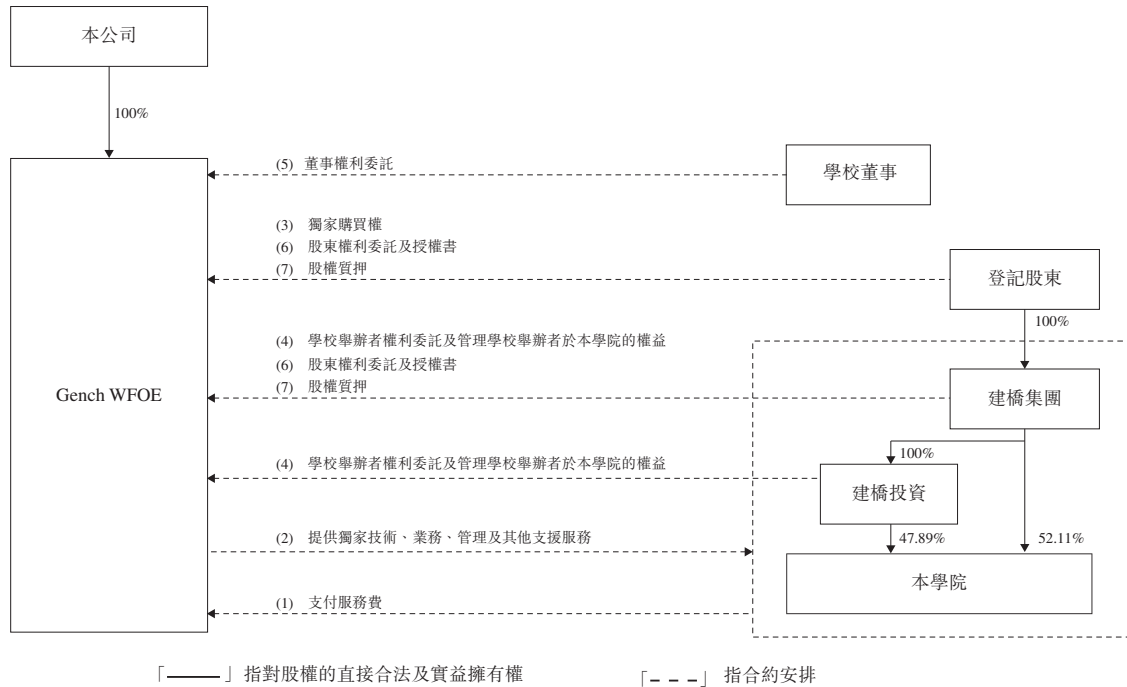 本公司
100%
(5) 董事權利委託
學校董事
(3) 獨家購買權
(6) 股東權利委託及授權書
(7) 股權質押
登記股東
100%
(4) 學校舉辦者權利委託及管理學校舉辦者於本學院的權益
(6) 股東權利委託及授權書
(7) 股權質押
Gench WFOE
建橋集團
100%
(4) 學校舉辦者權利委託及管理學校舉辦者於本學院的權益
建橋投資
(2) 提供獨家技術、業務、管理及其他支援服務
47.89%
52.11%
本學院
(1) 支付服務費
「——」指對股權的直接合法及實益擁有權
「– – –」指合約安排